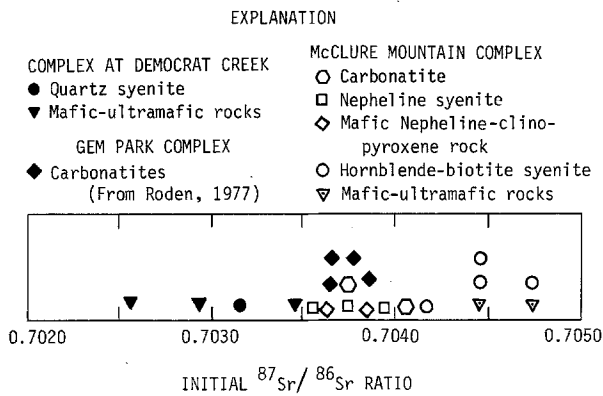 EXPLANATION
COMPLEX AT DEMOCRAT CREEK
Quartz syenite
Mafic-ultramafic rocks
GEM PARK COMPLEX
Carbonatites
(From Roden, 1977)
McCLURE MOUNTAIN COMPLEX
Carbonatite
Nepheline syenite
Mafic Nepheline-clino-
pyroxene rock
Hornblende-biotite syenite
Mafic-ultramafic rocks
0.7020 0.7030 0.7040 0.7050
INITIAL ⁸⁷Sr/ ⁸⁶Sr RATIO